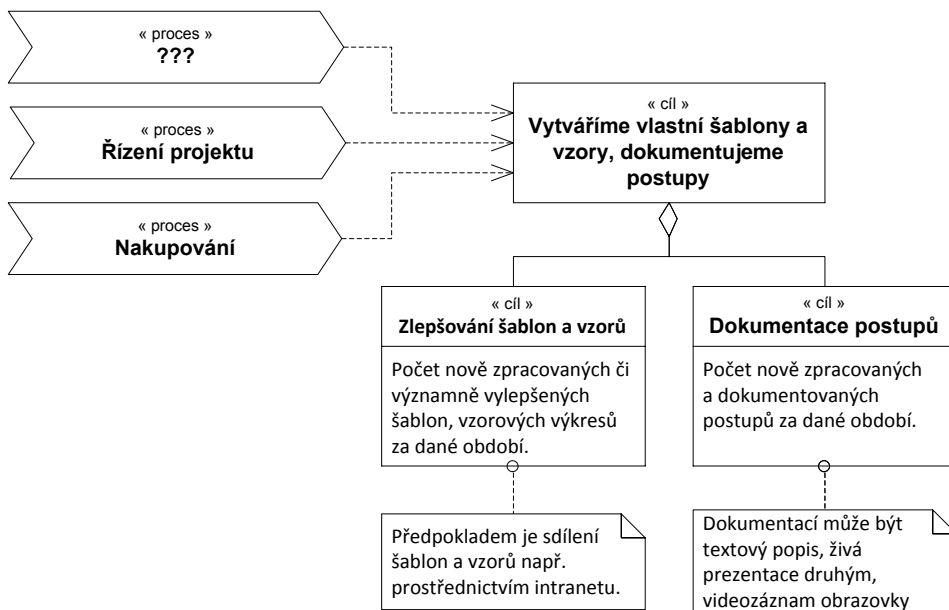 « proces »
???
« proces »
Řízení projektu
« proces »
Nakupování
« cíl »
Vytváříme vlastní šablony a
vzory, dokumentujeme
postupy
« cíl »
Zlepšování šablon a vzorů
Počet nově zpracovaných či
významně vylepšených
šablon, vzorových výkresů
za dané období.
« cíl »
Dokumentace postupů
Počet nově zpracovaných
a dokumentovaných
postupů za dané období.
Předpokladem je sdílení
šablon a vzorů např.
prostřednictvím intranetu.
Dokumentací může být
textový popis, živá
prezentace druhým,
videozáznam obrazovky